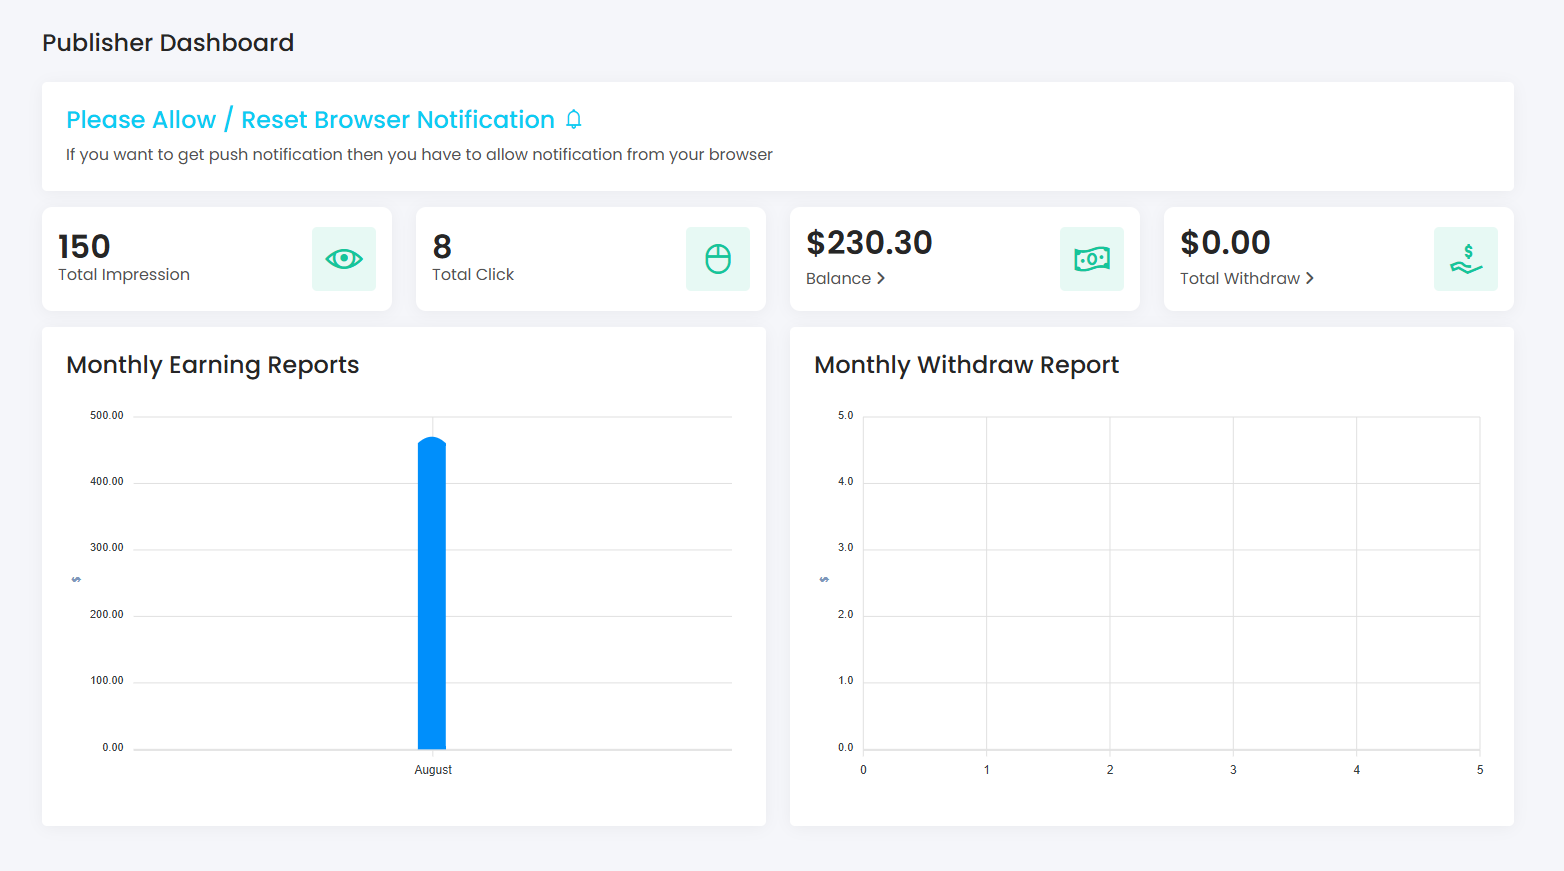 Publisher Dashboard
Please Allow / Reset Browser Notification
If you want to get push notification then you have to allow notification from your browser
150
Total Impression
8
Total Click
$230.30
Balance
$0.00
Total Withdraw
Monthly Earning Reports
500.00
400.00
300.00
$
200.00
100.00
0.00
August
Monthly Withdraw Report
5.0
4.0
3.0
$
2.0
1.0
0.0
0 1 2 3 4 5